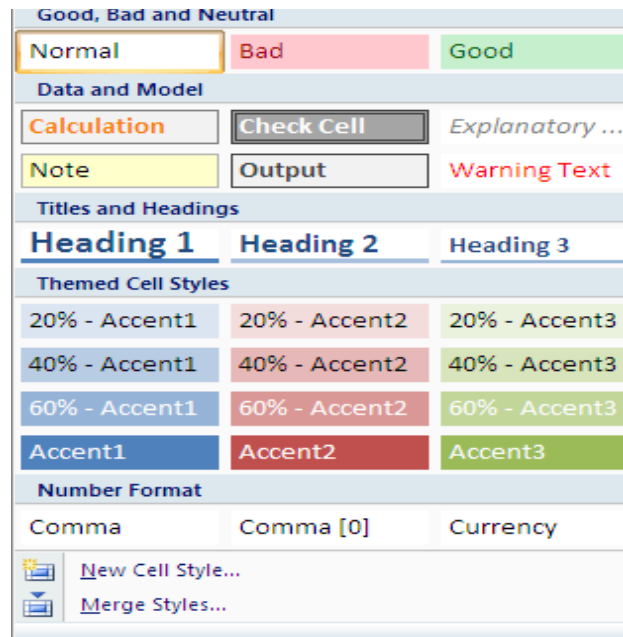 Good, Bad and Neutral
Normal Bad Good
Data and Model
Calculation Check Cell Explanatory ...
Note Output Warning Text
Titles and Headings
Heading 1 Heading 2 Heading 3
Themed Cell Styles
20% - Accent1 20% - Accent2 20% - Accent3
40% - Accent1 40% - Accent2 40% - Accent3
60% - Accent1 60% - Accent2 60% - Accent3
Accent1 Accent2 Accent3
Number Format
Comma Comma [0] Currency
New Cell Style...
Merge Styles...